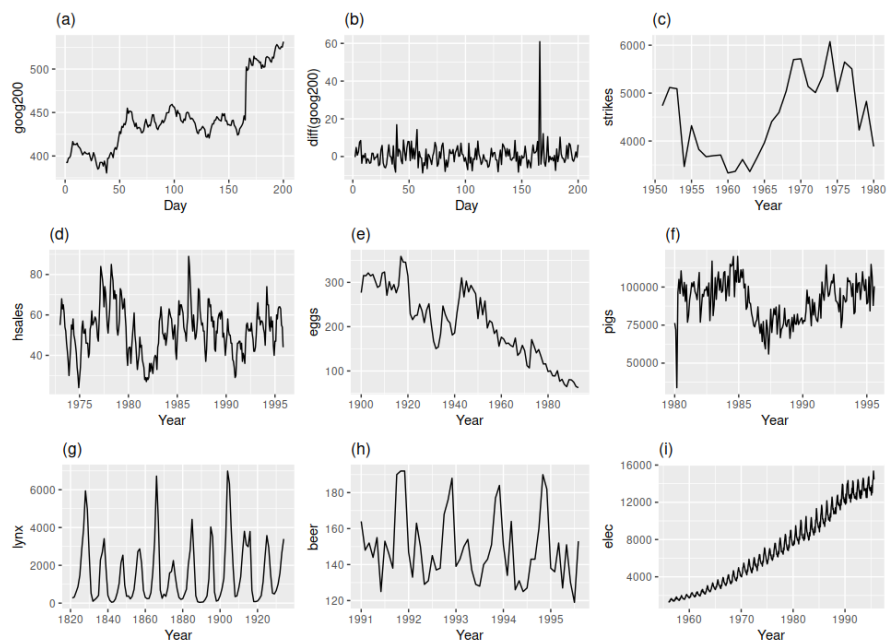 (a)
goog200
500
450
400
0
50
100
150
200
Day
(b)
diff(goog200)
60
40
20
0
0
50
100
150
200
Day
(c)
strikes
6000
5000
4000
1950
1955
1960
1965
1970
1975
1980
Year
(d)
hsales
80
60
40
1975
1980
1985
1990
1995
Year
(e)
eggs
300
200
100
1900
1920
1940
1960
1980
Year
(f)
pigs
100000
75000
50000
1980
1985
1990
1995
Year
(g)
lynx
6000
4000
2000
0
1820
1840
1860
1880
1900
1920
Year
(h)
beer
180
160
140
120
1991
1992
1993
1994
1995
Year
(i)
elec
16000
12000
8000
4000
1960
1970
1980
1990
Year